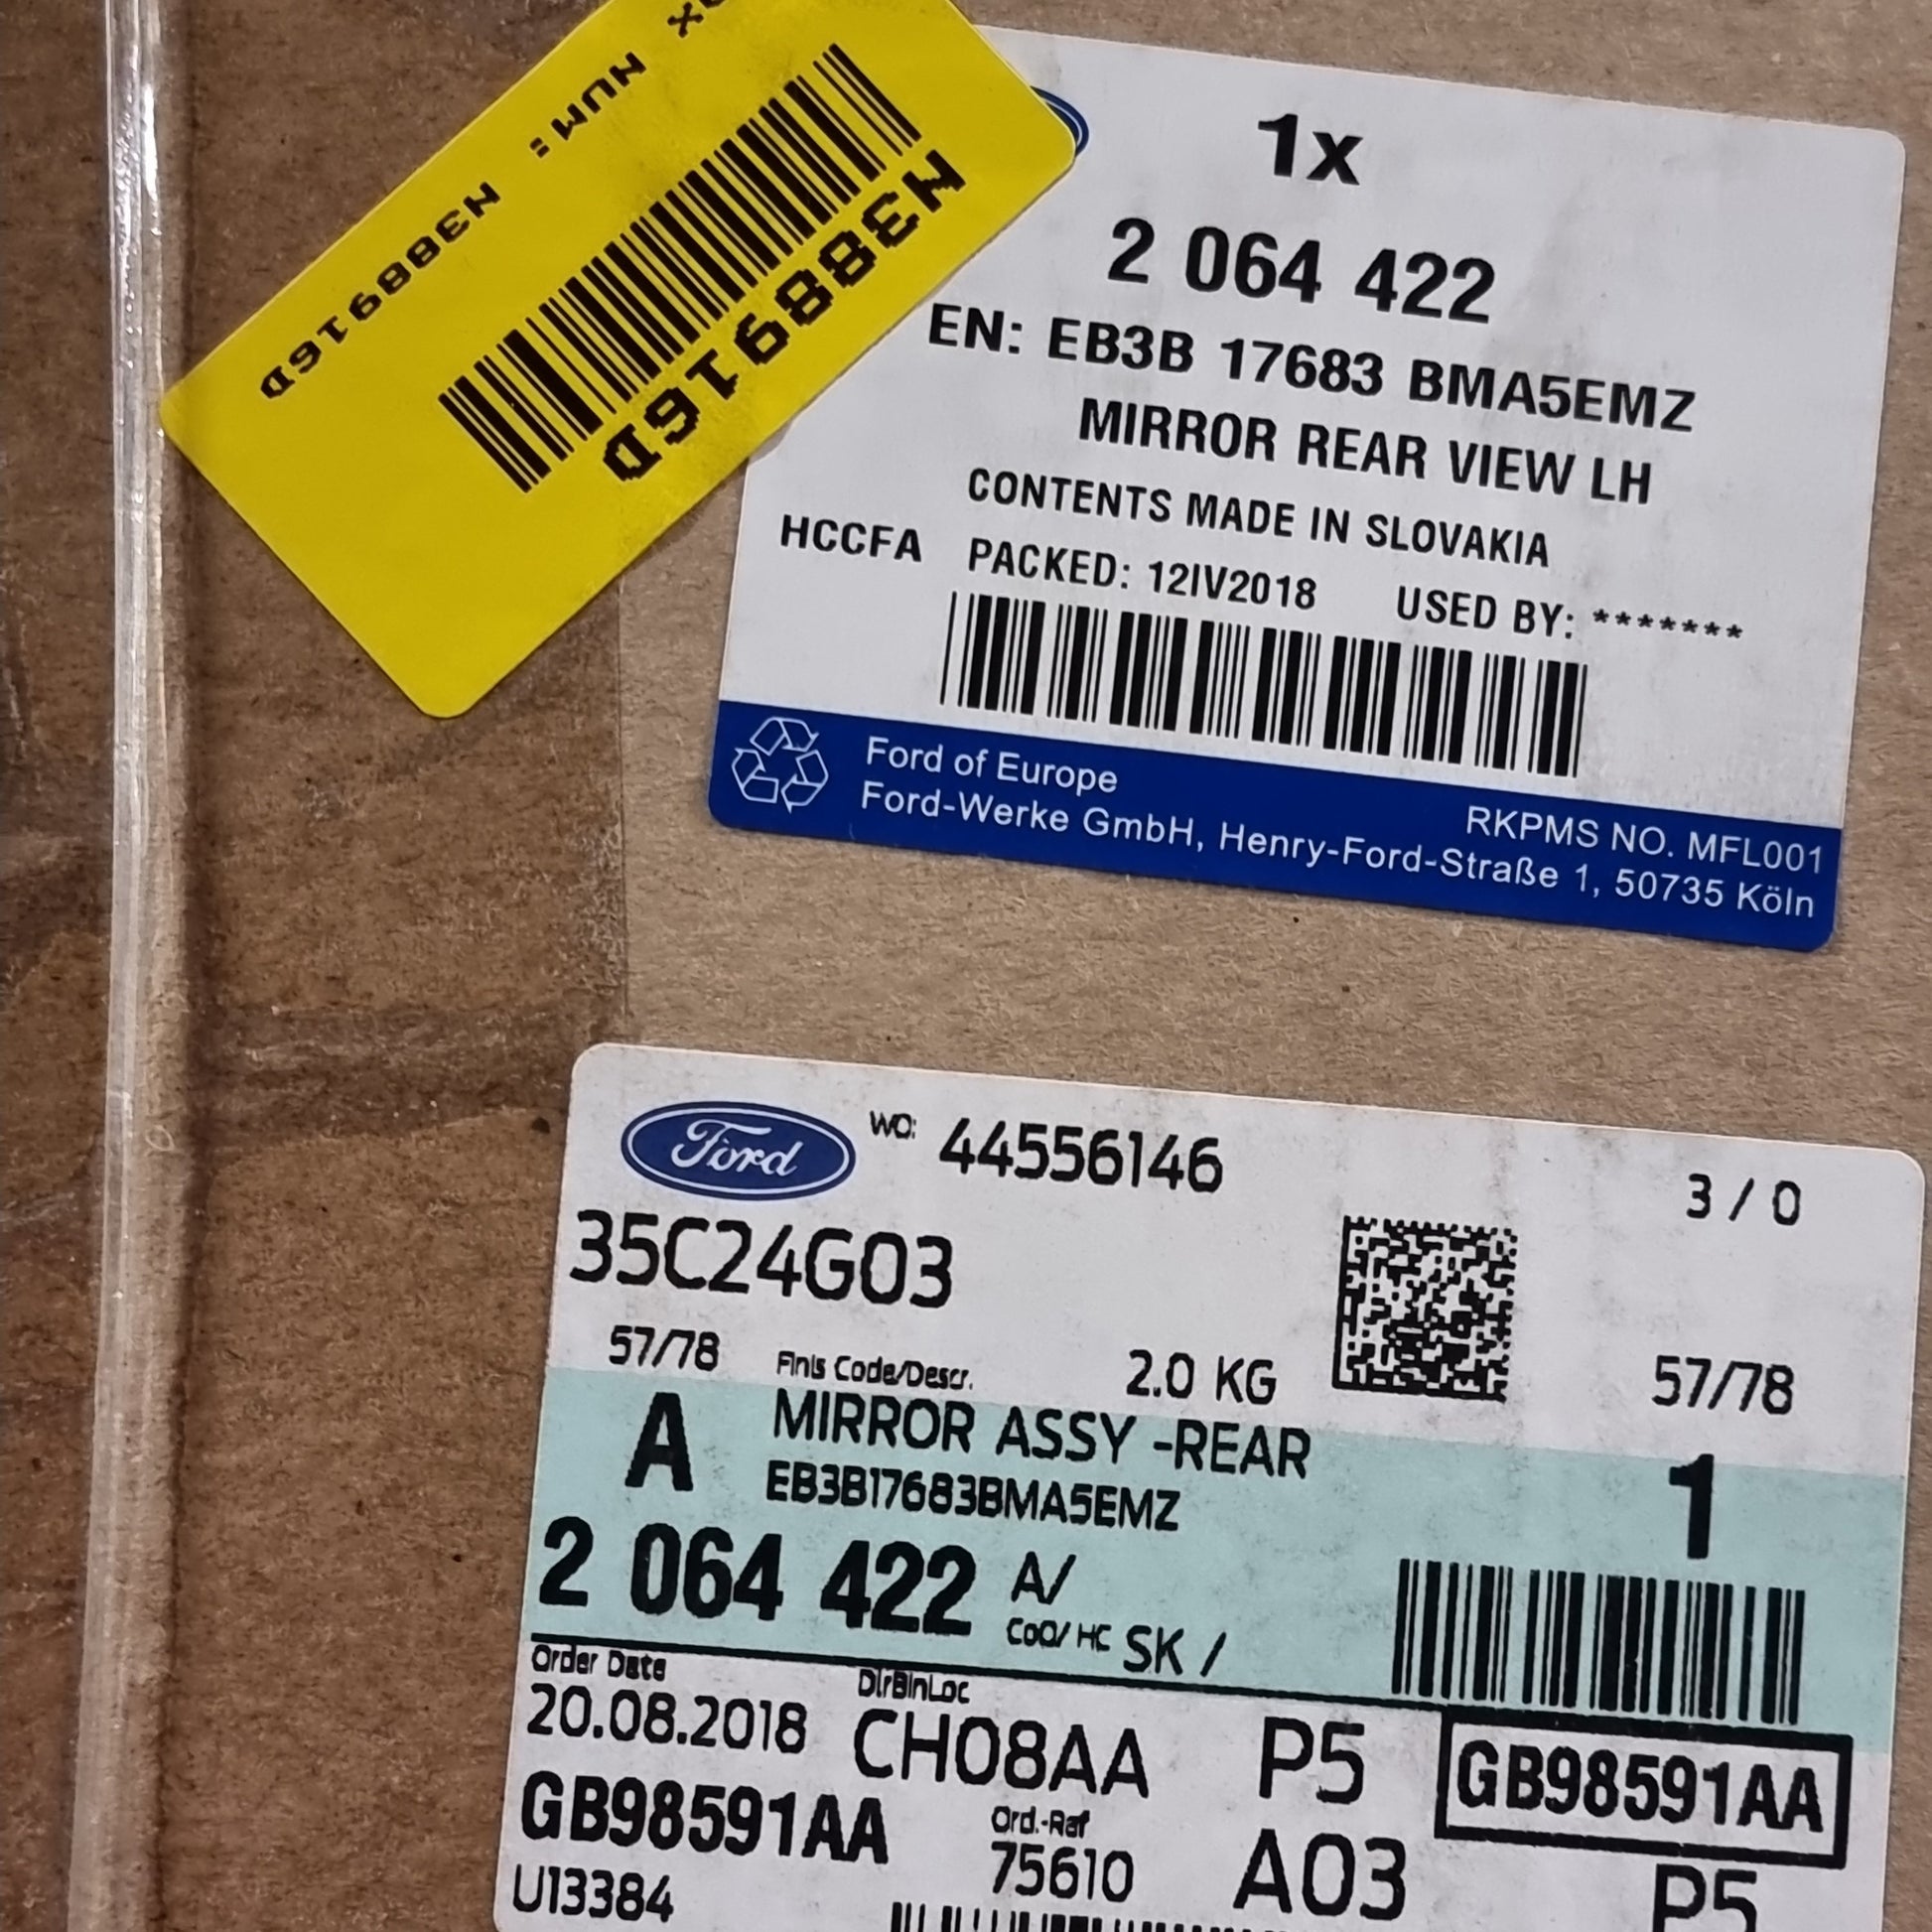 NUM: N388916D
N388916D
1x
2 064 422
EN: EB3B 17683 BMA5EMZ
MIRROR REAR VIEW LH
CONTENTS MADE IN SLOVAKIA
HCCFA PACKED: 12IV2018 USED BY: *******
Ford of Europe
RKPMS NO. MFL001
Ford-Werke GmbH, Henry-Ford-Straße 1, 50735 Köln
Ford WO: 44556146 3 / 0
35C24G03
57/78 Finis Code/Descr. 2.0 KG 57/78
A MIRROR ASSY -REAR 1
EB3B17683BMA5EMZ
2 064 422 A/
CoO/ HC SK /
Order Date DlrBinLoc
20.08.2018 CH08AA P5 GB98591AA
GB98591AA Ord.-Ref
75610 A03 P5
U13384